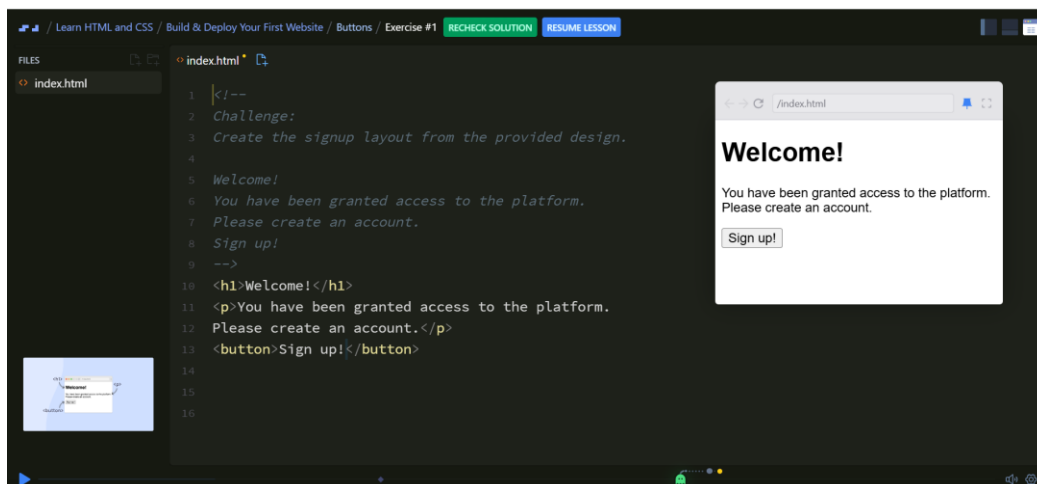 / Learn HTML and CSS / Build & Deploy Your First Website / Buttons / Exercise #1 RECHECK SOLUTION RESUME LESSON
FILES
index.html
index.html
1 <!--
2 Challenge:
3 Create the signup layout from the provided design.
4
5 Welcome!
6 You have been granted access to the platform.
7 Please create an account.
8 Sign up!
9 -->
10 <h1>Welcome!</h1>
11 <p>You have been granted access to the platform.
12 Please create an account.</p>
13 <button>Sign up!</button>
14
15
16
/index.html
Welcome!
You have been granted access to the platform.
Please create an account.
Sign up!
Welcome!